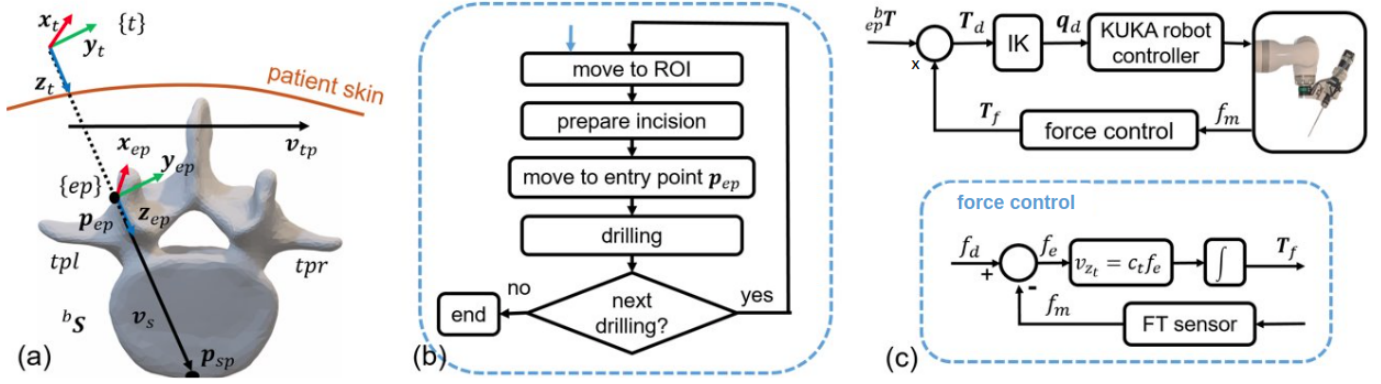 x_t
{t}
y_t
z_t
patient skin
v_tp
x_ep
y_ep
{ep}
p_ep
z_ep
tpl
tpr
^bS
v_s
p_sp
(a)
move to ROI
prepare incision
move to entry point p_ep
drilling
no
next
drilling?
yes
end
(b)
^b_epT
T_d
IK
q_d
KUKA robot
controller
x
T_f
force control
f_m
force control
f_d
f_e
v_{z_t} = c_t f_e
∫
T_f
+
-
f_m
FT sensor
(c)